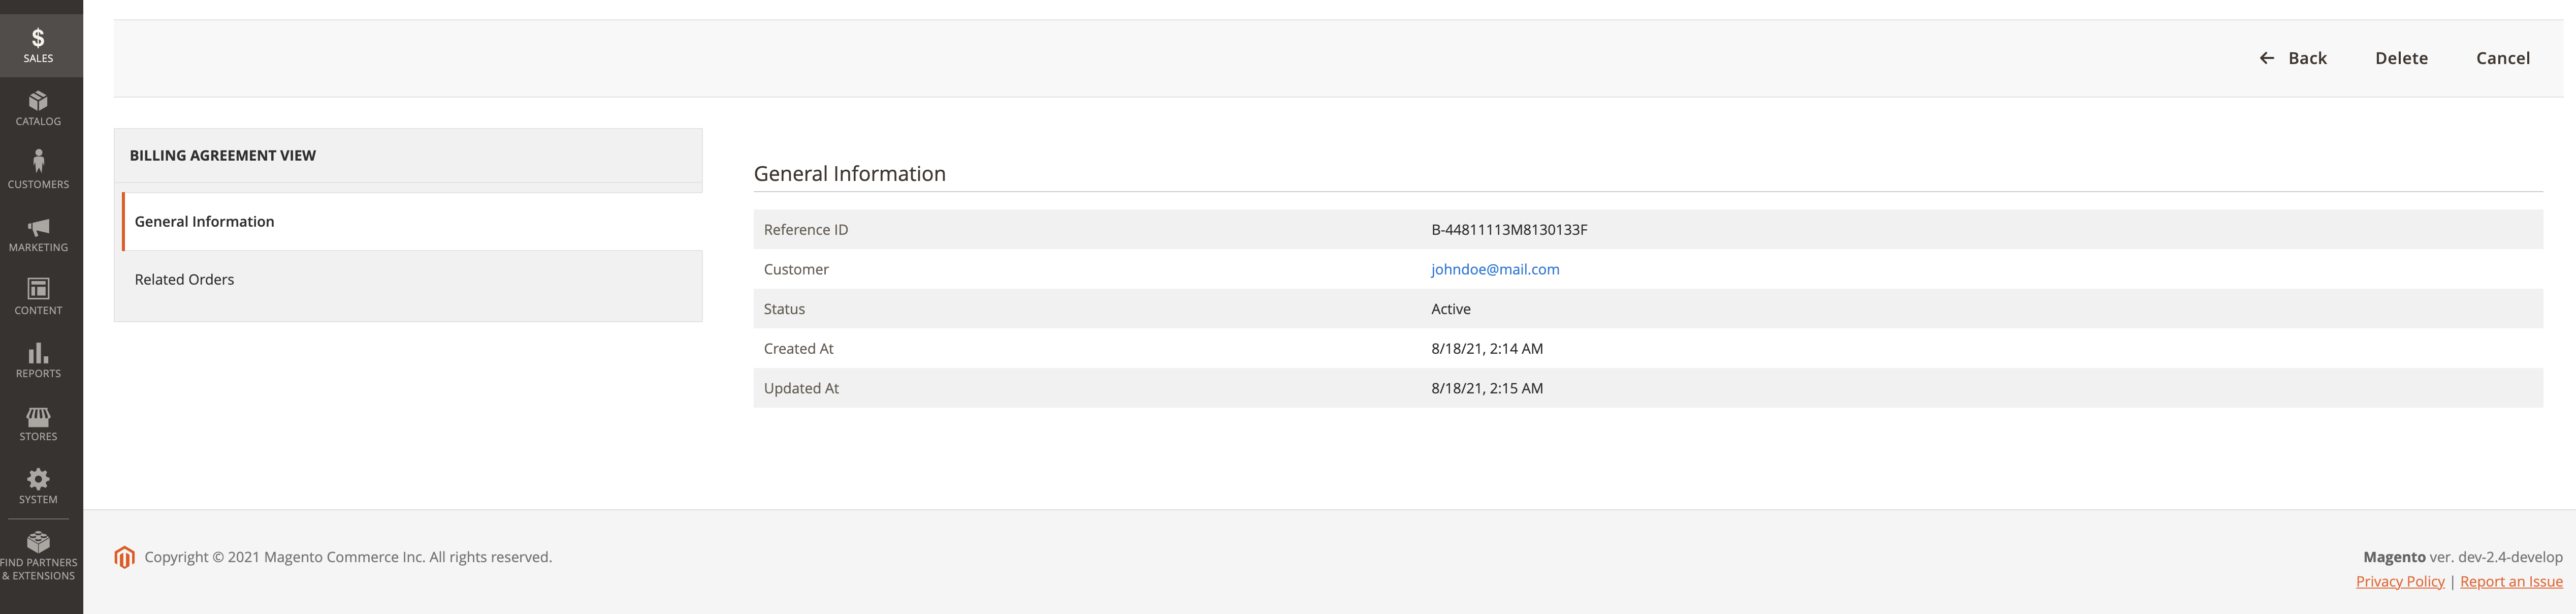 $
SALES
CATALOG
CUSTOMERS
MARKETING
CONTENT
REPORTS
STORES
SYSTEM
FIND PARTNERS
& EXTENSIONS
← Back Delete Cancel
BILLING AGREEMENT VIEW
General Information
Related Orders
General Information
Reference ID B-44811113M8130133F
Customer johndoe@mail.com
Status Active
Created At 8/18/21, 2:14 AM
Updated At 8/18/21, 2:15 AM
Copyright © 2021 Magento Commerce Inc. All rights reserved.
Magento ver. dev-2.4-develop
Privacy Policy | Report an Issue